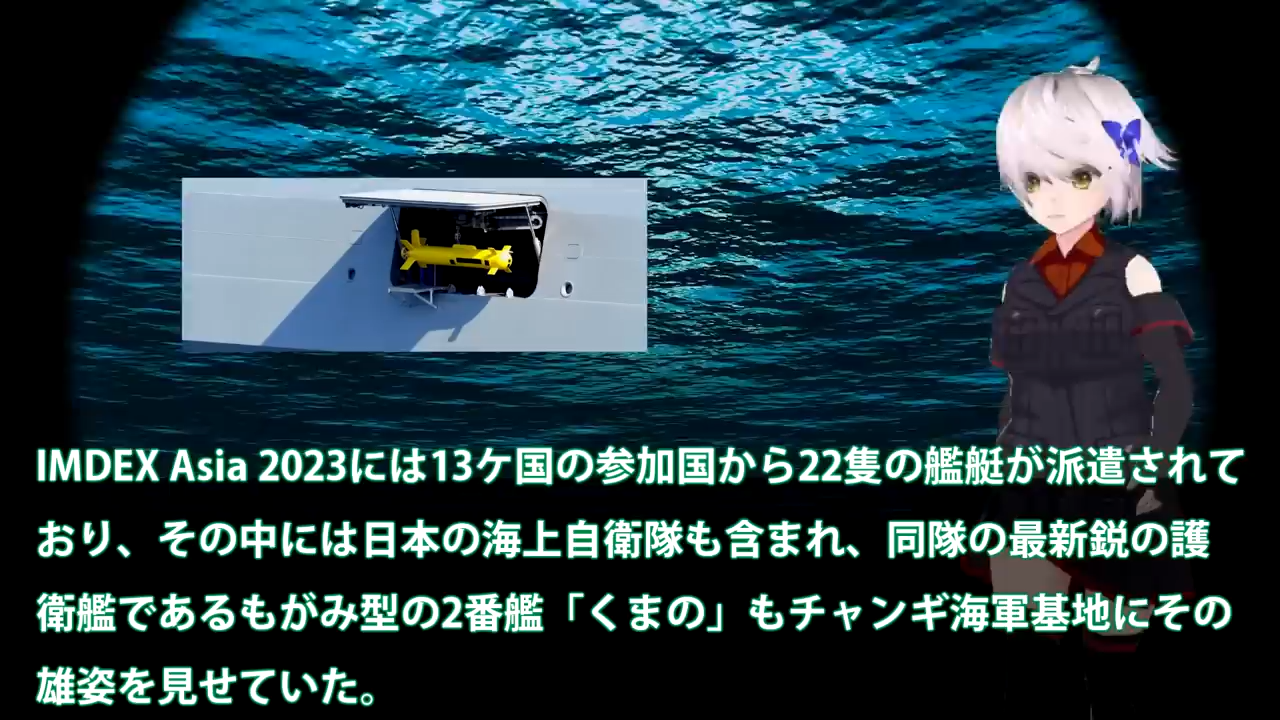 IMDEX Asia 2023には13ケ国の参加国から22隻の艦艇が派遣されて
おり、その中には日本の海上自衛隊も含まれ、同隊の最新鋭の護
衛艦であるもがみ型の2番艦「くまの」もチャンギ海軍基地にその
雄姿を見せていた。